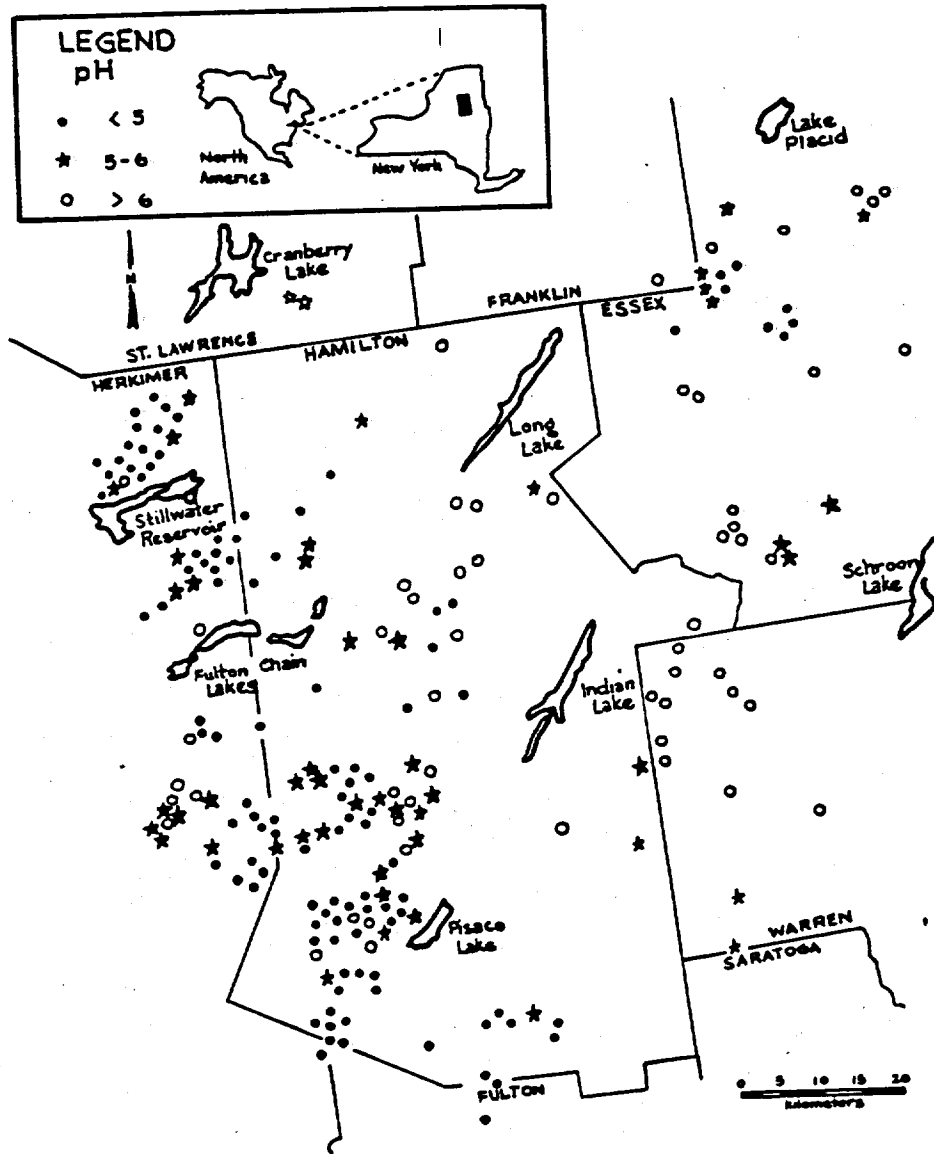 LEGEND
pH
< 5
5-6
> 6
North
America
New York
Lake
Placid
N
Cranberry
Lake
FRANKLIN
ESSEX
ST. LAWRENCE
HAMILTON
HERKIMER
Long
Lake
Stillwater
Reservoir
Schroon
Lake
Fulton Chain
Lakes
Indian
Lake
Piseco
Lake
WARREN
SARATOGA
FULTON
0 5 10 15 20
Kilometers